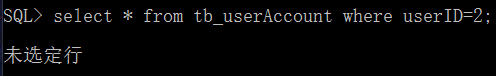 SQL> select * from tb_userAccount where userID=2;
未选定行